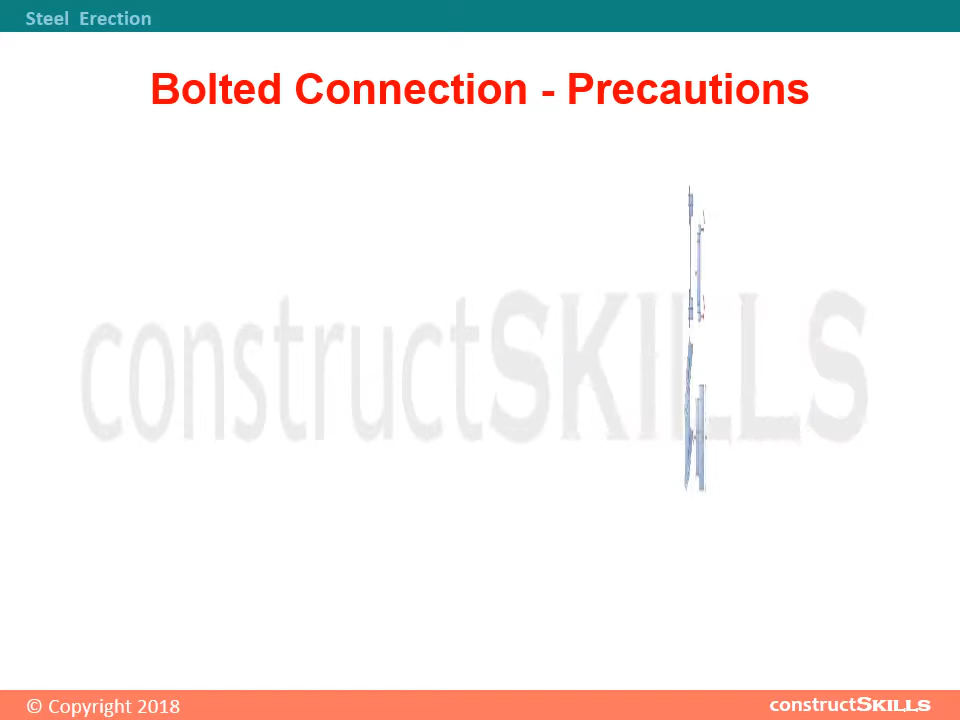 Steel Erection
Bolted Connection - Precautions
constructSKILLS
© Copyright 2018
constructSKILLS